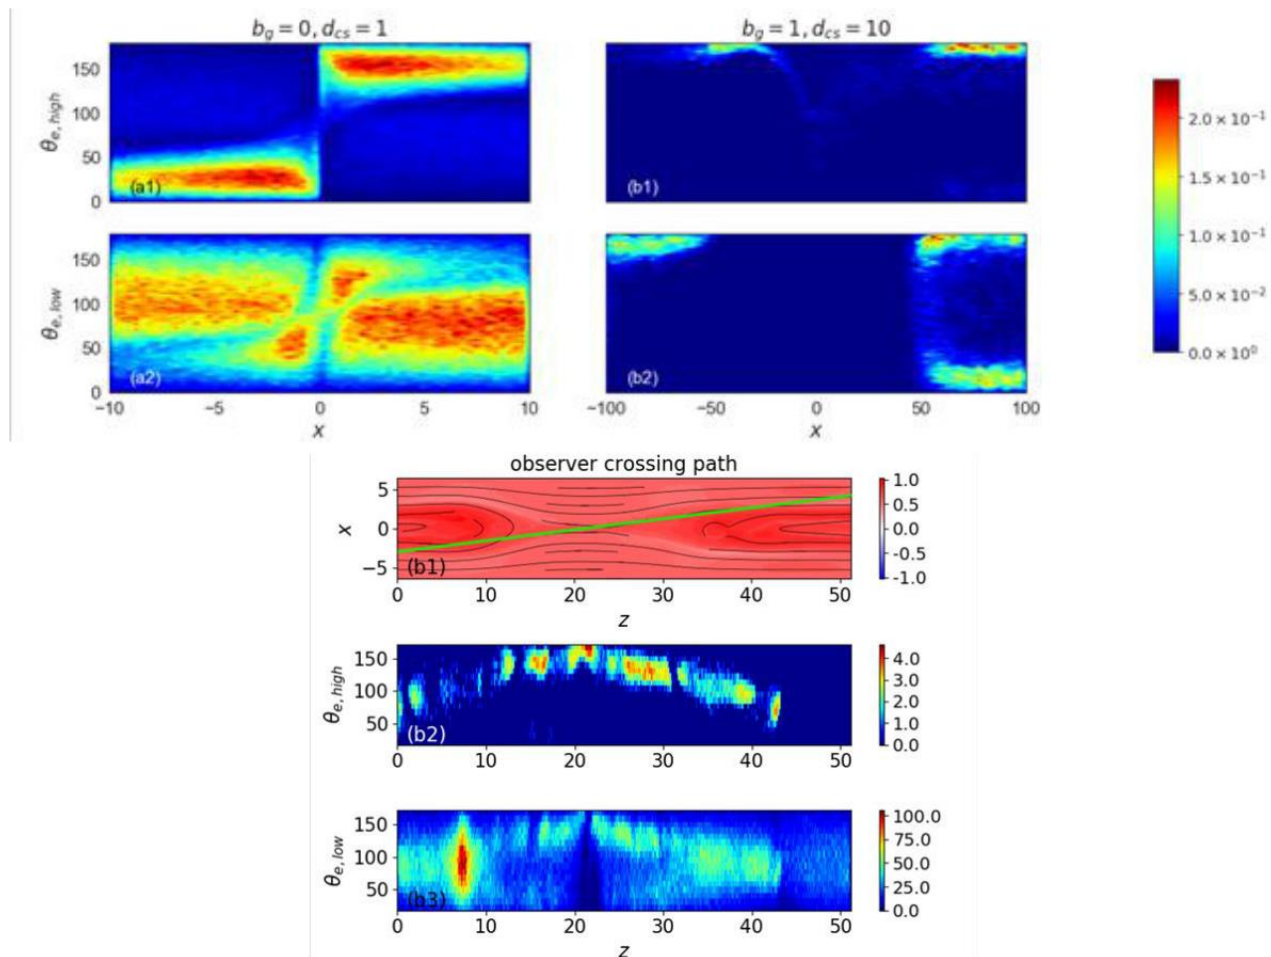 b_g = 0, d_cs = 1
b_g = 1, d_cs = 10
θ_e,high
150
100
50
0
(a1)
(b1)
2.0 × 10⁻¹
1.5 × 10⁻¹
1.0 × 10⁻¹
5.0 × 10⁻²
0.0 × 10⁰
θ_e,low
150
100
50
0
(a2)
(b2)
−10 −5 0 5 10
−100 −50 0 50 100
x
x
observer crossing path
x
5
0
−5
(b1)
1.0
0.5
0.0
-0.5
-1.0
0 10 20 30 40 50
z
θ_e,high
150
100
50
(b2)
4.0
3.0
2.0
1.0
0.0
0 10 20 30 40 50
θ_e,low
150
100
50
(b3)
100.0
75.0
50.0
25.0
0.0
0 10 20 30 40 50
z